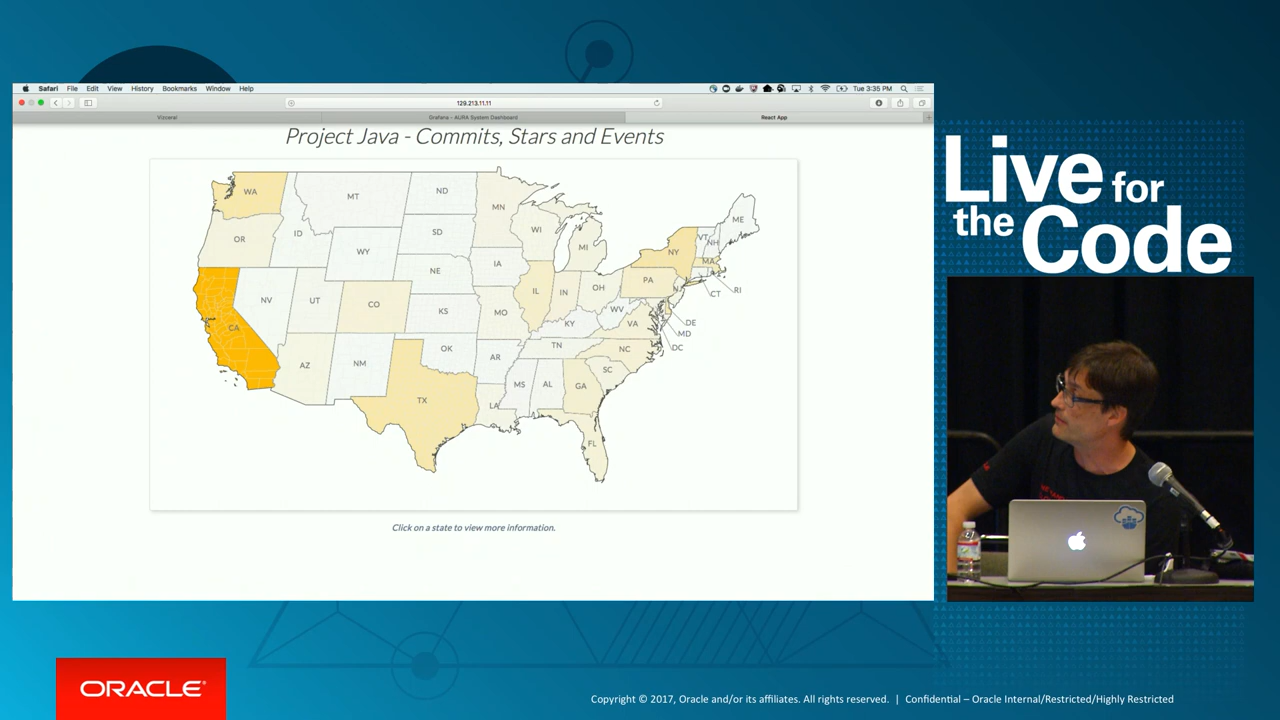 Safari File Edit View History Bookmarks Window Help
Tue 3:35 PM
129.213.11.11
Vizceral
Grafana - AURA System Dashboard
React App
Project Java - Commits, Stars and Events
WA
MT
ND
MN
ME
OR
ID
SD
WI
VT
NH
WY
MI
NY
MA
IA
NE
PA
RI
NV
UT
CO
IL
IN
OH
NJ
CT
CA
KS
MO
WV
VA
DE
KY
MD
DC
AZ
NM
OK
AR
TN
NC
SC
MS
AL
GA
TX
LA
FL
Click on a state to view more information.
Live for
the Code
ORACLE
Copyright © 2017, Oracle and/or its affiliates. All rights reserved. | Confidential – Oracle Internal/Restricted/Highly Restricted